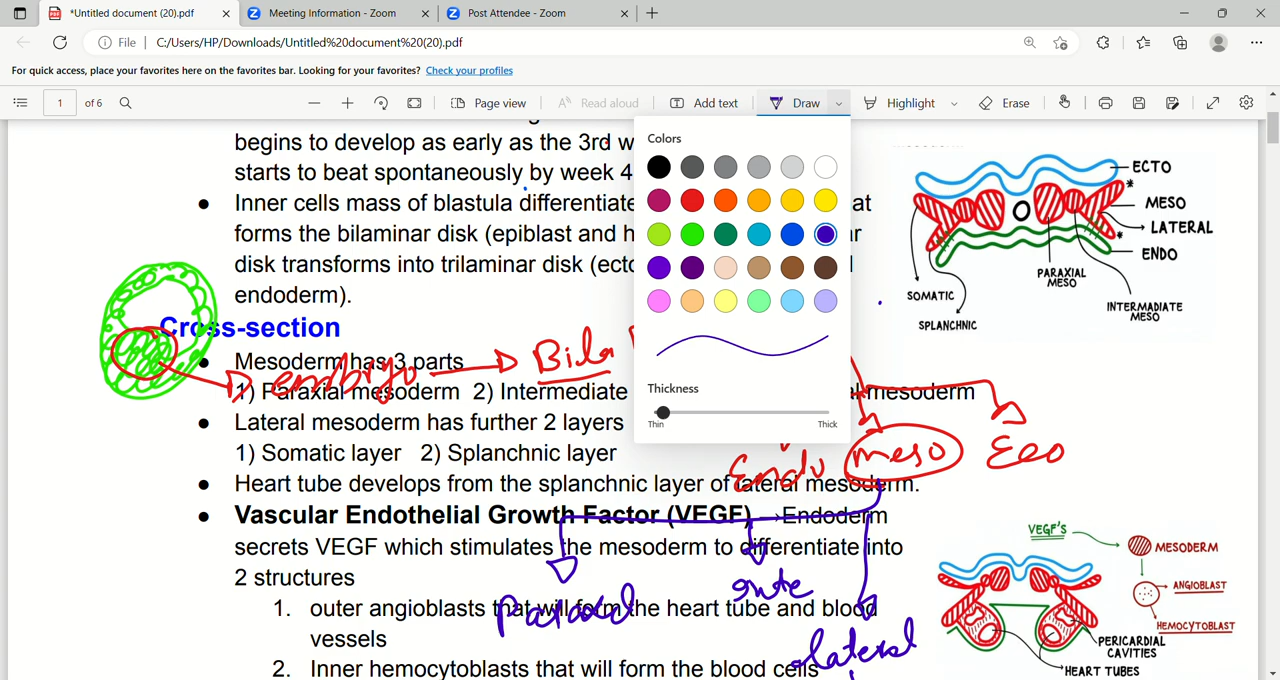 *Untitled document (20).pdf
Meeting Information - Zoom
Post Attendee - Zoom
File
C:/Users/HP/Downloads/Untitled%20document%20(20).pdf
For quick access, place your favorites here on the favorites bar. Looking for your favorites? Check your profiles
1 of 6
Page view
Read aloud
Add text
Draw
Highlight
Erase
begins to develop as early as the 3rd w
starts to beat spontaneously by week 4
Inner cells mass of blastula differentiate
at
forms the bilaminar disk (epiblast and h
ar
disk transforms into trilaminar disk (ecto
endoderm).
Cross-section
Mesoderm has 3 parts
1) Paraxial mesoderm 2) Intermediate
mesoderm
Lateral mesoderm has further 2 layers
1) Somatic layer 2) Splanchnic layer
Heart tube develops from the splanchnic layer of lateral mesoderm.
Vascular Endothelial Growth Factor (VEGF) →Endoderm
secrets VEGF which stimulates the mesoderm to differentiate into
2 structures
1. outer angioblasts that will form the heart tube and blood
vessels
2. Inner hemocytoblasts that will form the blood cells
Colors
Thickness
Thin
Thick
embryo
Bila
Endo
meso
lateral
ECTO
MESO
LATERAL
ENDO
PARAXIAL
MESO
INTERMEDIATE
MESO
SOMATIC
SPLANCHNIC
VEGF'S
MESODERM
ANGIOBLAST
HEMOCYTOBLAST
PERICARDIAL
CAVITIES
HEART TUBES